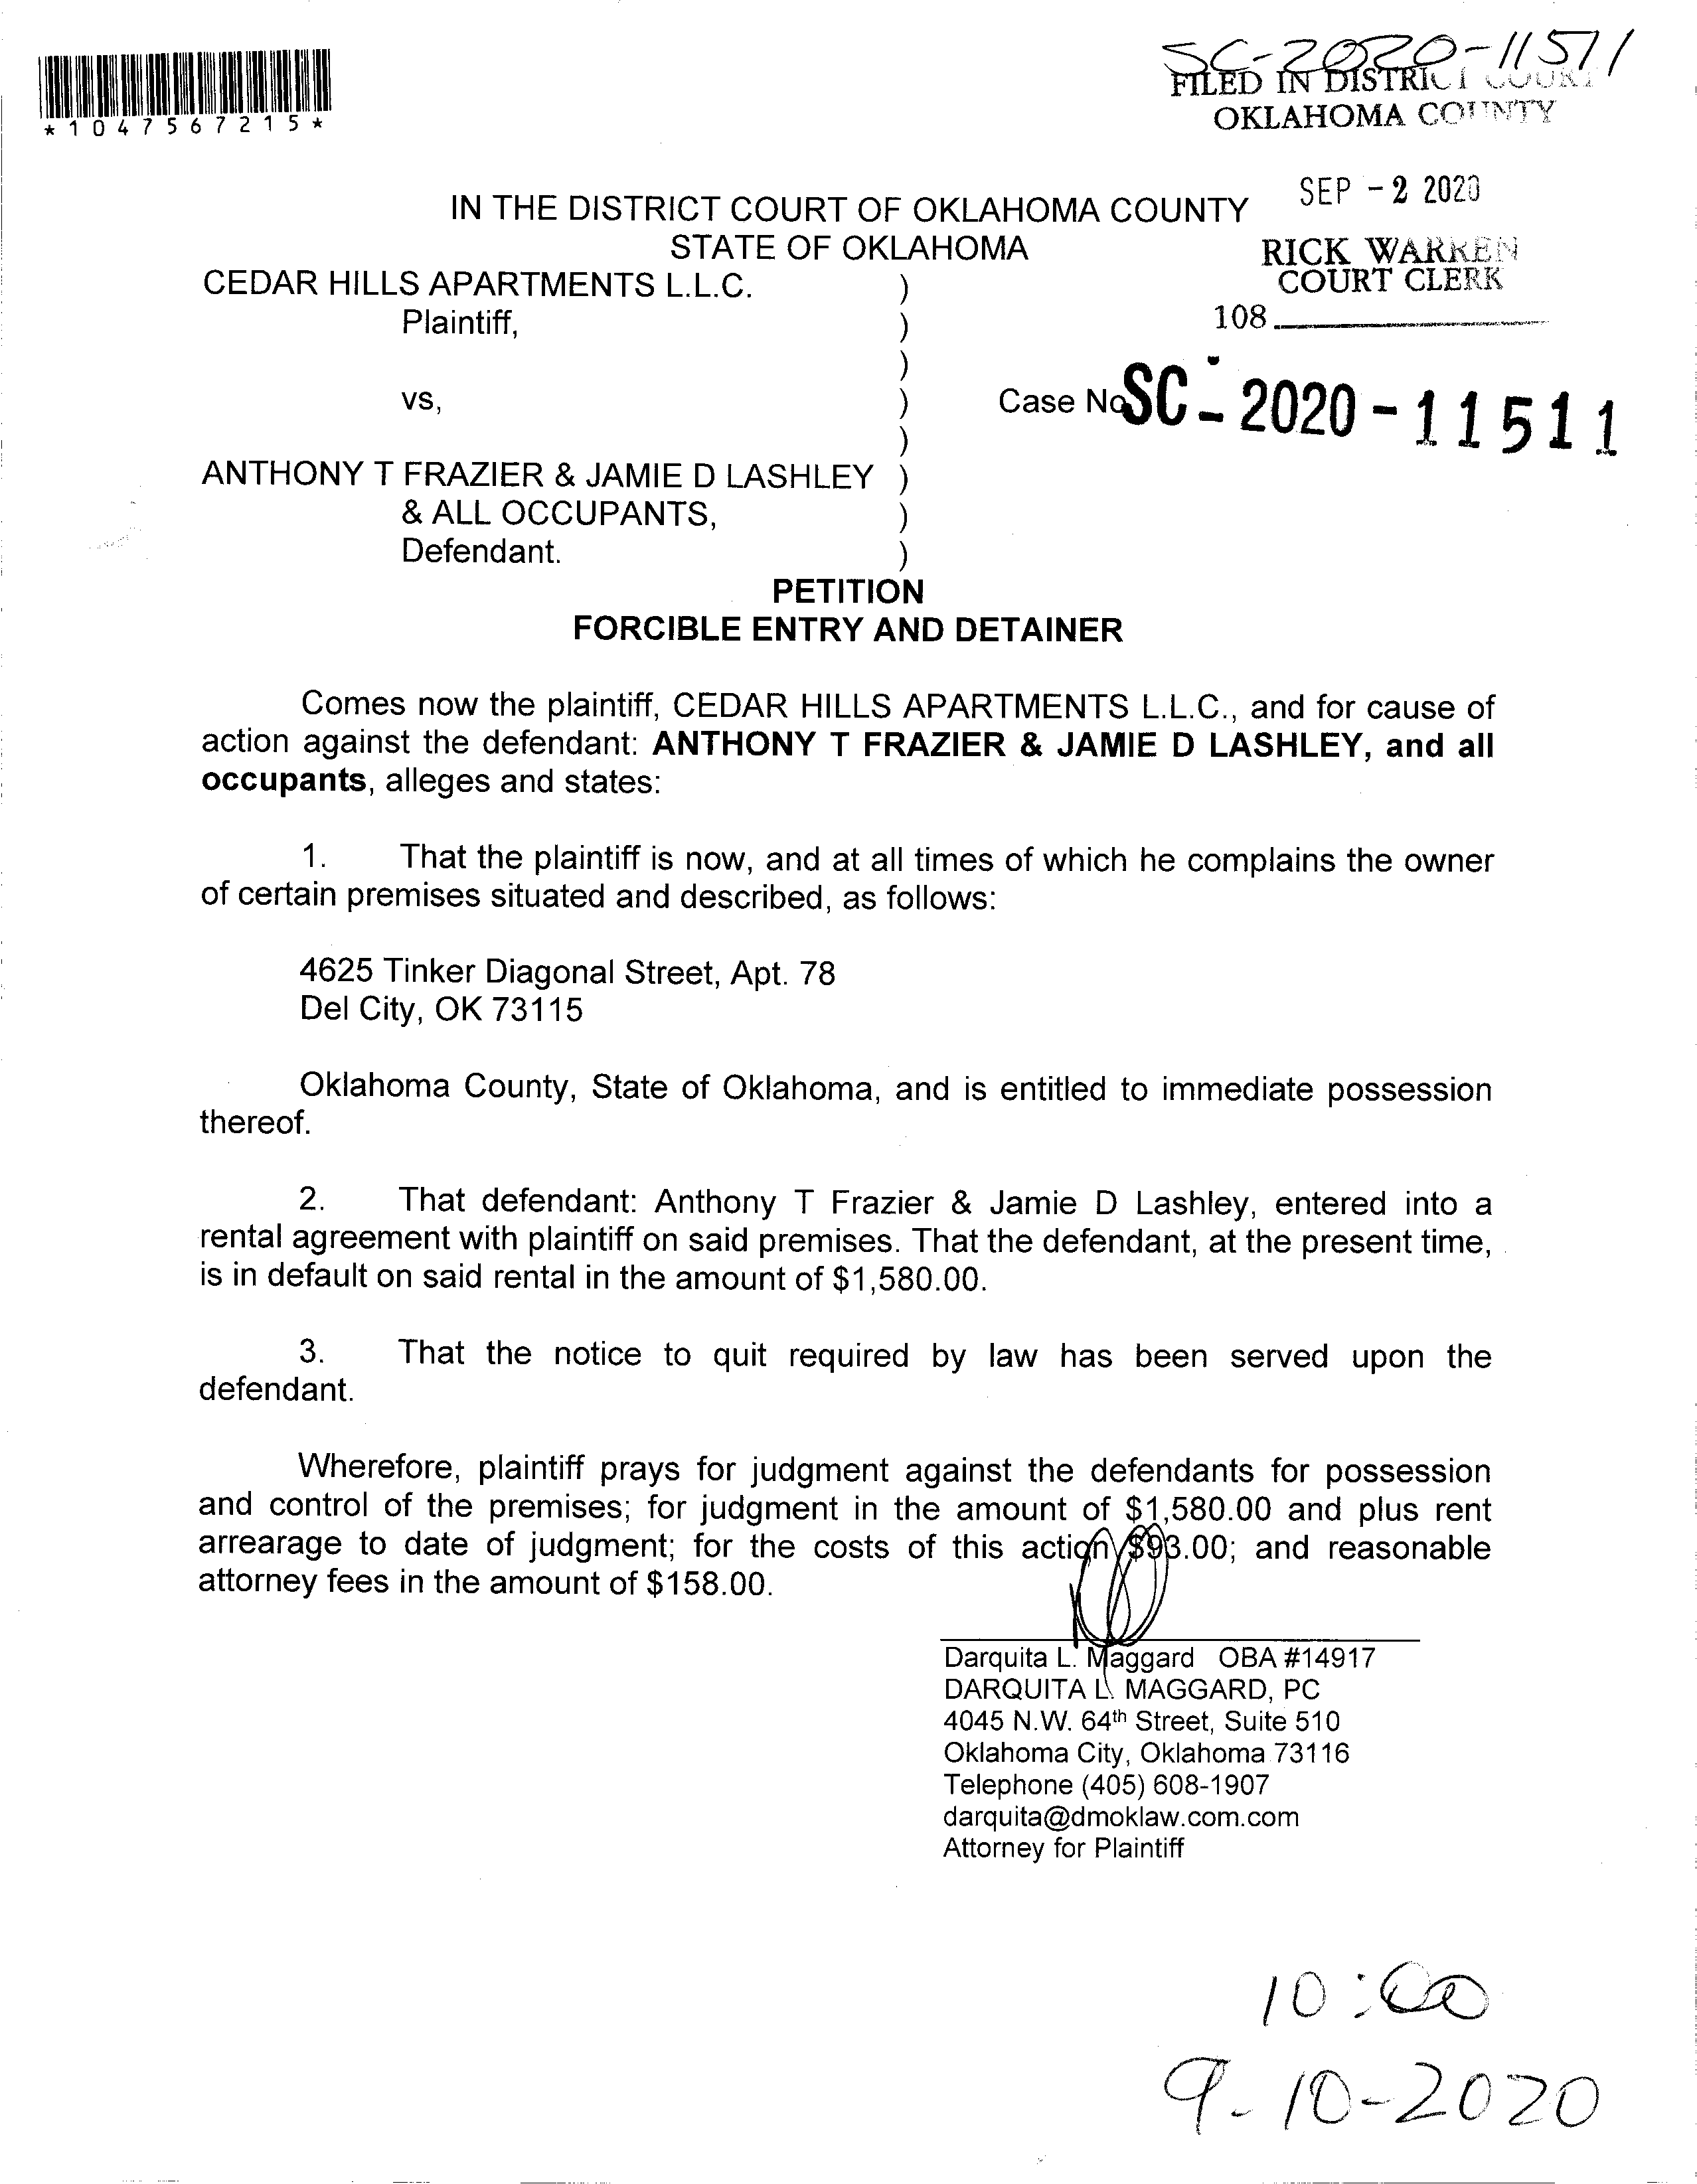 SC-2020-11511
FILED IN DISTRICT COURT
OKLAHOMA COUNTY
*1047567215*
SEP -2 2020
IN THE DISTRICT COURT OF OKLAHOMA COUNTY
STATE OF OKLAHOMA
RICK WARREN
COURT CLERK
108
CEDAR HILLS APARTMENTS L.L.C. )
Plaintiff, )
)
vs, ) Case No SC-2020-11511
)
ANTHONY T FRAZIER & JAMIE D LASHLEY )
& ALL OCCUPANTS, )
Defendant. )
PETITION
FORCIBLE ENTRY AND DETAINER
Comes now the plaintiff, CEDAR HILLS APARTMENTS L.L.C., and for cause of
action against the defendant: ANTHONY T FRAZIER & JAMIE D LASHLEY, and all
occupants, alleges and states:
1. That the plaintiff is now, and at all times of which he complains the owner
of certain premises situated and described, as follows:
4625 Tinker Diagonal Street, Apt. 78
Del City, OK 73115
Oklahoma County, State of Oklahoma, and is entitled to immediate possession
thereof.
2. That defendant: Anthony T Frazier & Jamie D Lashley, entered into a
rental agreement with plaintiff on said premises. That the defendant, at the present time,
is in default on said rental in the amount of $1,580.00.
3. That the notice to quit required by law has been served upon the
defendant.
Wherefore, plaintiff prays for judgment against the defendants for possession
and control of the premises; for judgment in the amount of $1,580.00 and plus rent
arrearage to date of judgment; for the costs of this action $93.00; and reasonable
attorney fees in the amount of $158.00.
Darquita L. Maggard OBA #14917
DARQUITA L. MAGGARD, PC
4045 N.W. 64th Street, Suite 510
Oklahoma City, Oklahoma 73116
Telephone (405) 608-1907
darquita@dmoklaw.com.com
Attorney for Plaintiff
10:00
9-10-2020